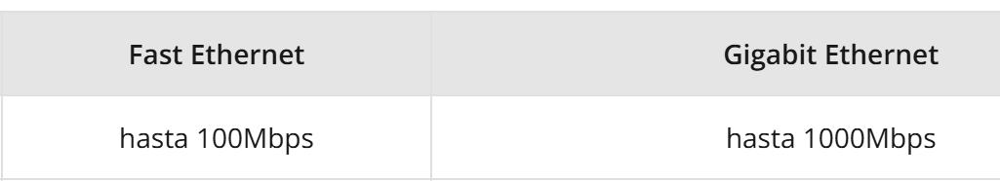 Fast Ethernet Gigabit Ethernet
hasta 100Mbps hasta 1000Mbps